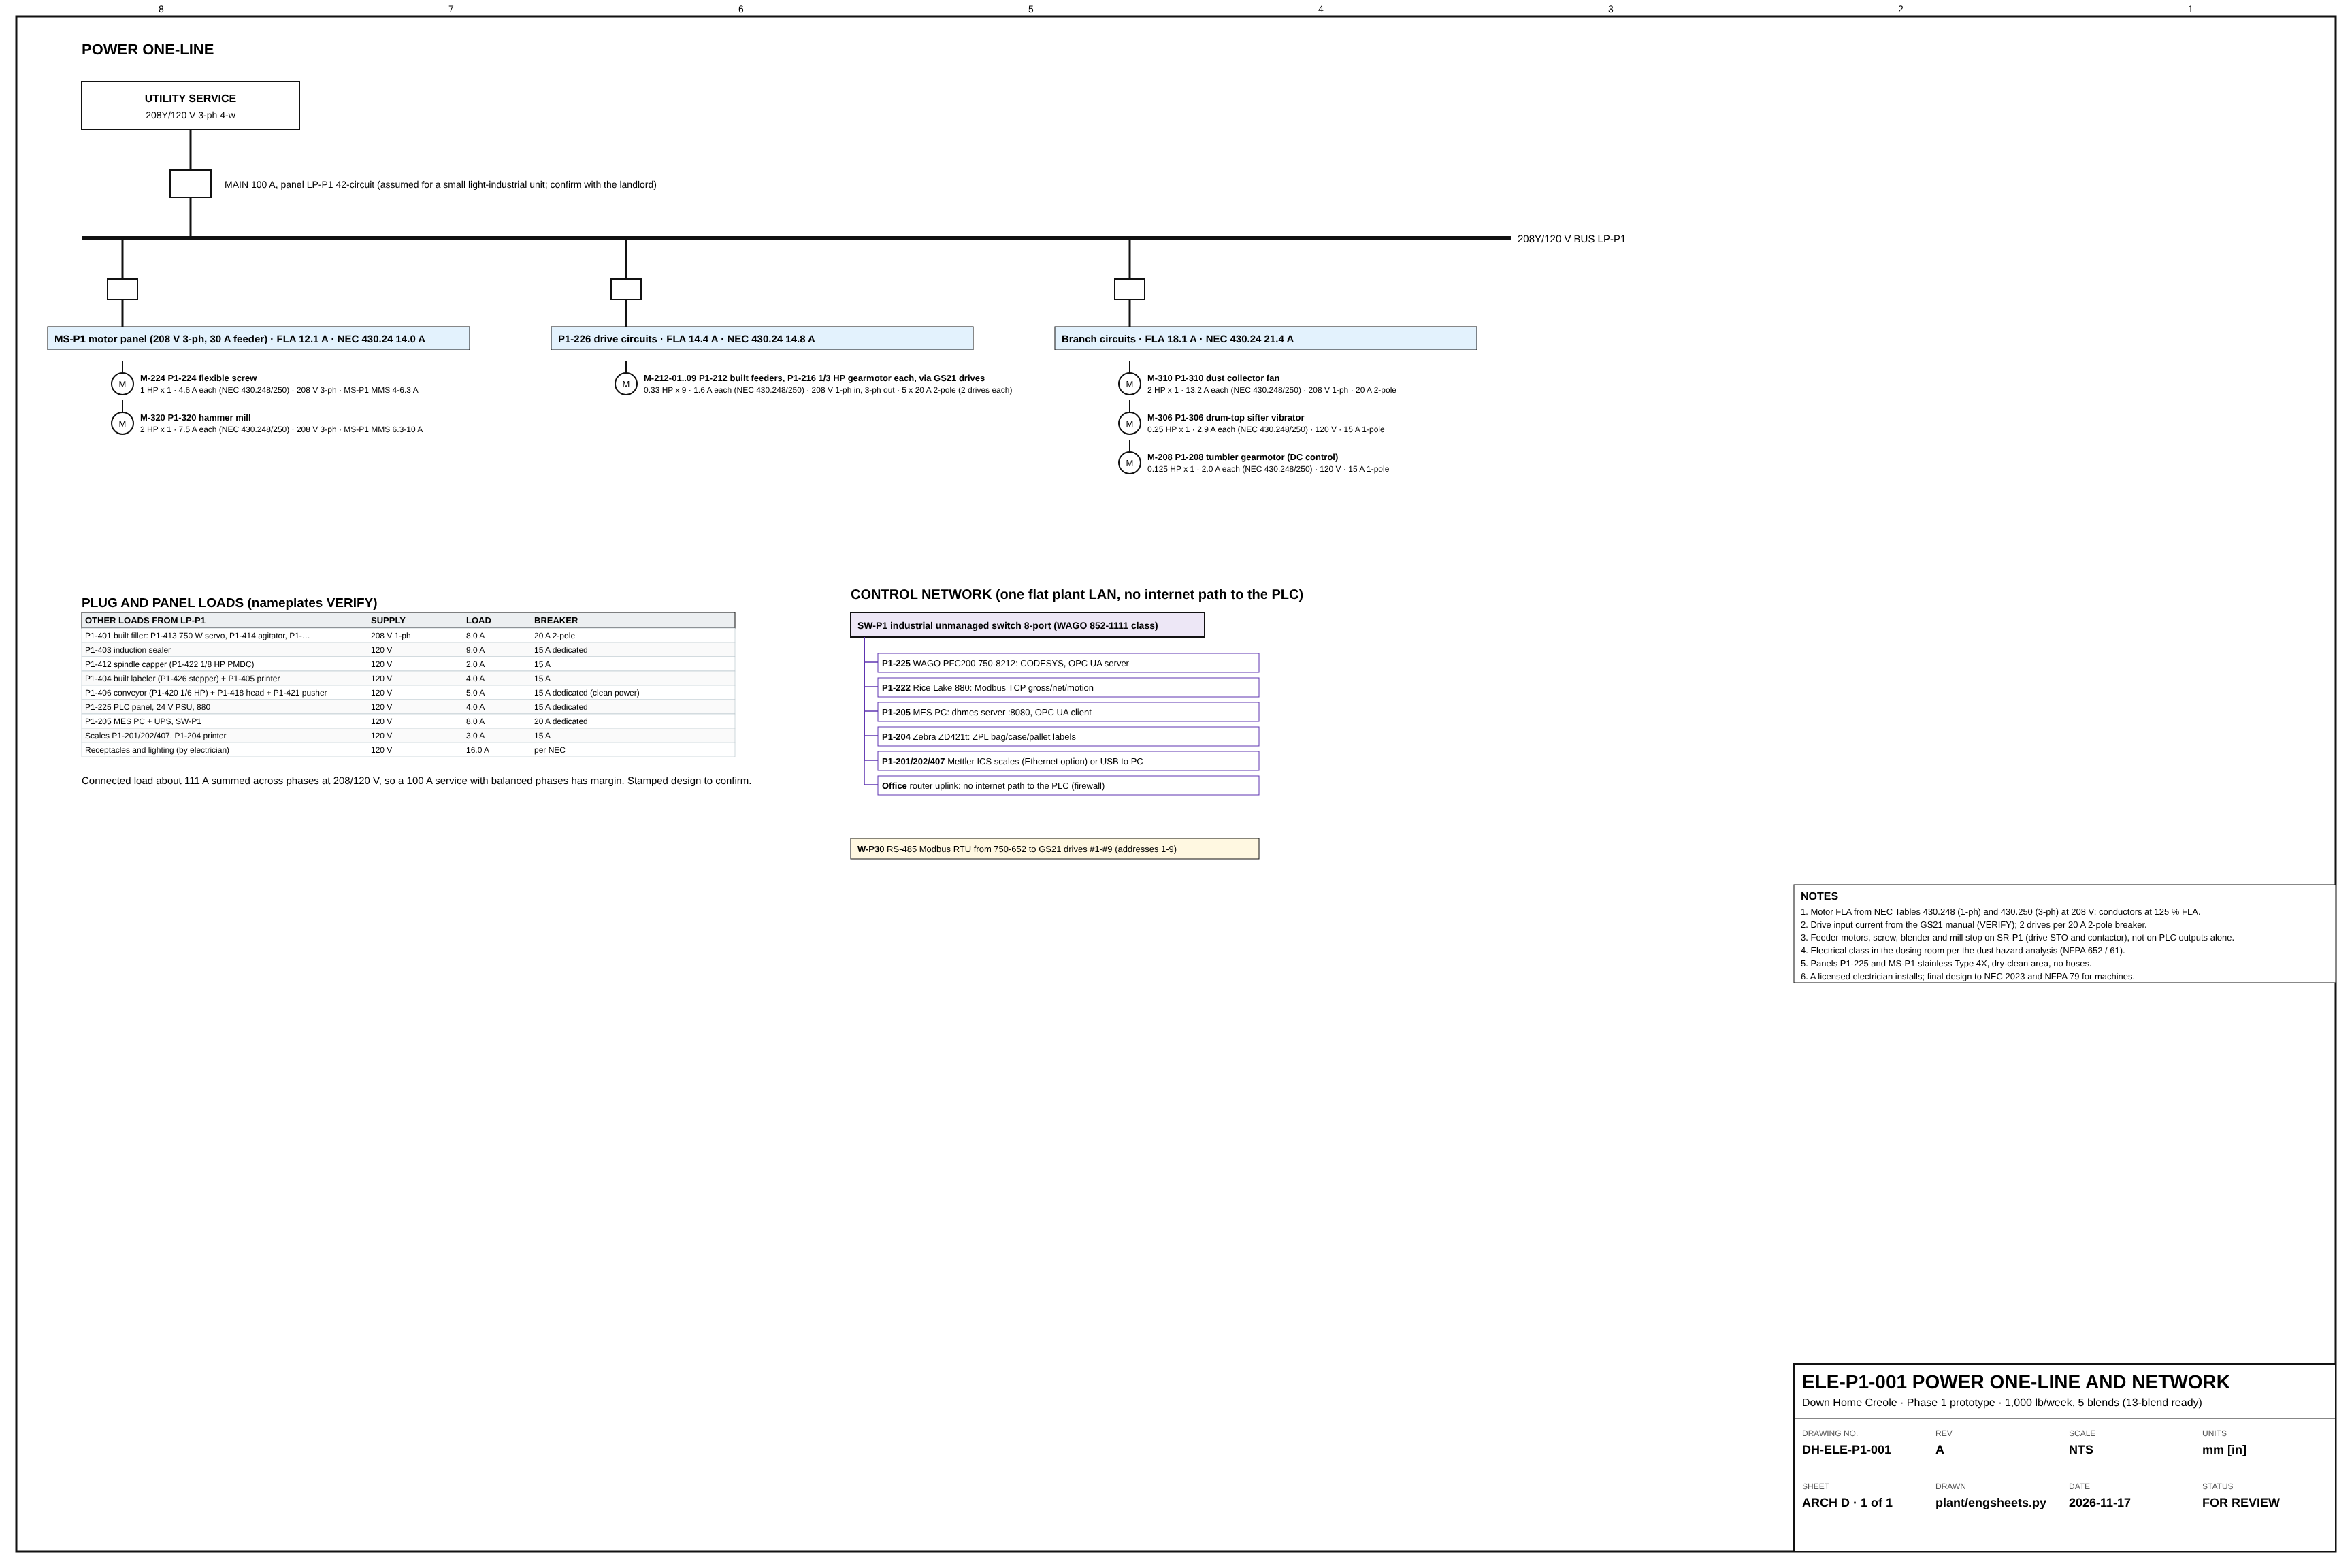 8 7 6 5 4 3 2 1
POWER ONE-LINE
UTILITY SERVICE
208Y/120 V 3-ph 4-w
MAIN 100 A, panel LP-P1 42-circuit (assumed for a small light-industrial unit; confirm with the landlord)
208Y/120 V BUS LP-P1
MS-P1 motor panel (208 V 3-ph, 30 A feeder) · FLA 12.1 A · NEC 430.24 14.0 A
M
M-224 P1-224 flexible screw
1 HP x 1 · 4.6 A each (NEC 430.248/250) · 208 V 3-ph · MS-P1 MMS 4-6.3 A
M
M-320 P1-320 hammer mill
2 HP x 1 · 7.5 A each (NEC 430.248/250) · 208 V 3-ph · MS-P1 MMS 6.3-10 A
P1-226 drive circuits · FLA 14.4 A · NEC 430.24 14.8 A
M
M-212-01..09 P1-212 built feeders, P1-216 1/3 HP gearmotor each, via GS21 drives
0.33 HP x 9 · 1.6 A each (NEC 430.248/250) · 208 V 1-ph in, 3-ph out · 5 x 20 A 2-pole (2 drives each)
Branch circuits · FLA 18.1 A · NEC 430.24 21.4 A
M
M-310 P1-310 dust collector fan
2 HP x 1 · 13.2 A each (NEC 430.248/250) · 208 V 1-ph · 20 A 2-pole
M
M-306 P1-306 drum-top sifter vibrator
0.25 HP x 1 · 2.9 A each (NEC 430.248/250) · 120 V · 15 A 1-pole
M
M-208 P1-208 tumbler gearmotor (DC control)
0.125 HP x 1 · 2.0 A each (NEC 430.248/250) · 120 V · 15 A 1-pole
PLUG AND PANEL LOADS (nameplates VERIFY)
OTHER LOADS FROM LP-P1 SUPPLY LOAD BREAKER
P1-401 built filler: P1-413 750 W servo, P1-414 agitator, P1-… 208 V 1-ph 8.0 A 20 A 2-pole
P1-403 induction sealer 120 V 9.0 A 15 A dedicated
P1-412 spindle capper (P1-422 1/8 HP PMDC) 120 V 2.0 A 15 A
P1-404 built labeler (P1-426 stepper) + P1-405 printer 120 V 4.0 A 15 A
P1-406 conveyor (P1-420 1/6 HP) + P1-418 head + P1-421 pusher 120 V 5.0 A 15 A dedicated (clean power)
P1-225 PLC panel, 24 V PSU, 880 120 V 4.0 A 15 A dedicated
P1-205 MES PC + UPS, SW-P1 120 V 8.0 A 20 A dedicated
Scales P1-201/202/407, P1-204 printer 120 V 3.0 A 15 A
Receptacles and lighting (by electrician) 120 V 16.0 A per NEC
Connected load about 111 A summed across phases at 208/120 V, so a 100 A service with balanced phases has margin. Stamped design to confirm.
CONTROL NETWORK (one flat plant LAN, no internet path to the PLC)
SW-P1 industrial unmanaged switch 8-port (WAGO 852-1111 class)
P1-225 WAGO PFC200 750-8212: CODESYS, OPC UA server
P1-222 Rice Lake 880: Modbus TCP gross/net/motion
P1-205 MES PC: dhmes server :8080, OPC UA client
P1-204 Zebra ZD421t: ZPL bag/case/pallet labels
P1-201/202/407 Mettler ICS scales (Ethernet option) or USB to PC
Office router uplink: no internet path to the PLC (firewall)
W-P30 RS-485 Modbus RTU from 750-652 to GS21 drives #1-#9 (addresses 1-9)
NOTES
1. Motor FLA from NEC Tables 430.248 (1-ph) and 430.250 (3-ph) at 208 V; conductors at 125 % FLA.
2. Drive input current from the GS21 manual (VERIFY); 2 drives per 20 A 2-pole breaker.
3. Feeder motors, screw, blender and mill stop on SR-P1 (drive STO and contactor), not on PLC outputs alone.
4. Electrical class in the dosing room per the dust hazard analysis (NFPA 652 / 61).
5. Panels P1-225 and MS-P1 stainless Type 4X, dry-clean area, no hoses.
6. A licensed electrician installs; final design to NEC 2023 and NFPA 79 for machines.
ELE-P1-001 POWER ONE-LINE AND NETWORK
Down Home Creole · Phase 1 prototype · 1,000 lb/week, 5 blends (13-blend ready)
DRAWING NO. REV SCALE UNITS
DH-ELE-P1-001 A NTS mm [in]
SHEET DRAWN DATE STATUS
ARCH D · 1 of 1 plant/engsheets.py 2026-11-17 FOR REVIEW